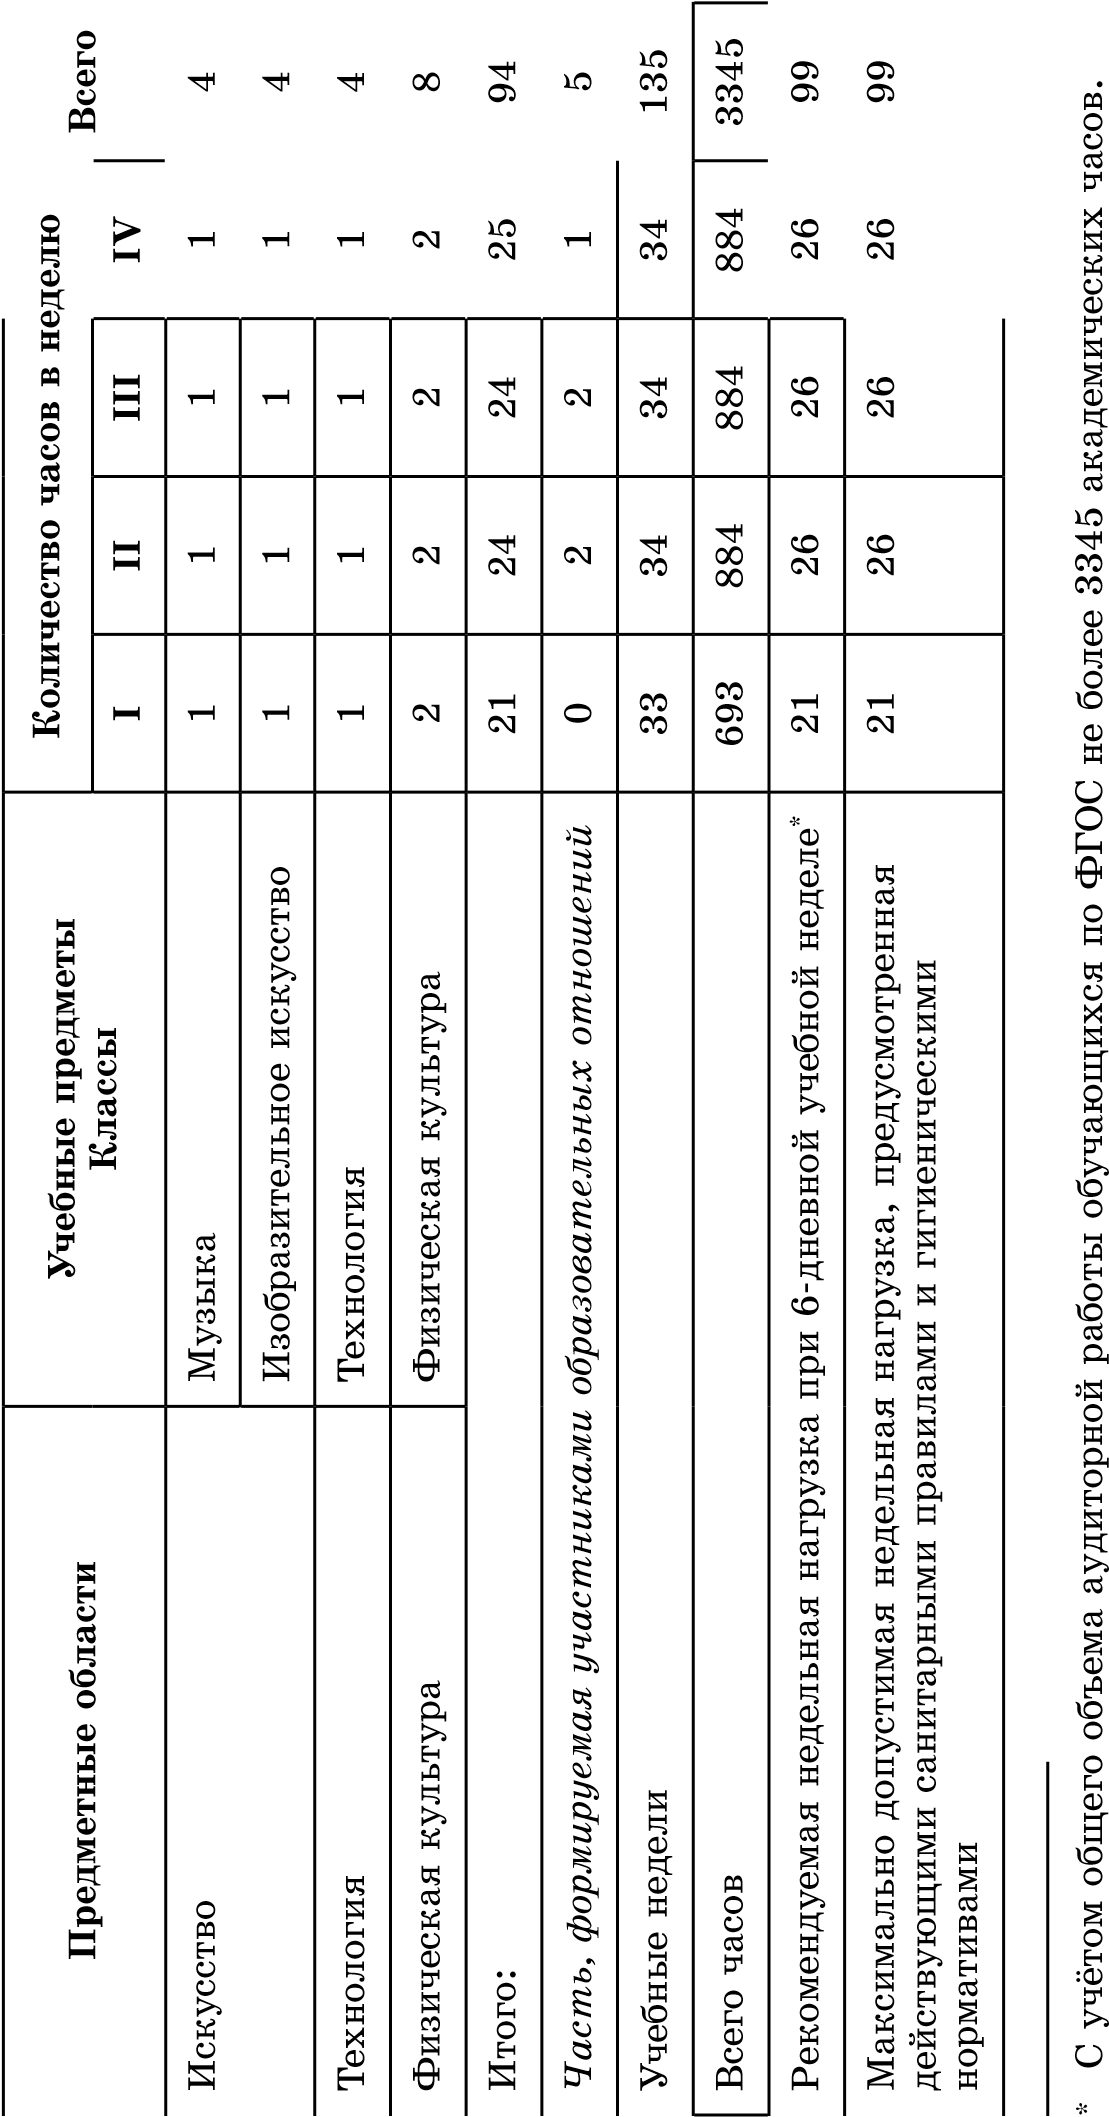 Предметные области Учебные предметы Количество часов в неделю Всего
Классы I II III IV
Искусство Музыка 1 1 1 1 4
Изобразительное искусство 1 1 1 1 4
Технология Технология 1 1 1 1 4
Физическая культура Физическая культура 2 2 2 2 8
Итого: 21 24 24 25 94
Часть, формируемая участниками образовательных отношений 0 2 2 1 5
Учебные недели 33 34 34 34 135
Всего часов 693 884 884 884 3345
Рекомендуемая недельная нагрузка при 6-дневной учебной неделе* 21 26 26 26 99
Максимально допустимая недельная нагрузка, предусмотренная 21 26 26 26 99
действующими санитарными правилами и гигиеническими
нормативами
* С учётом общего объема аудиторной работы обучающихся по ФГОС не более 3345 академических часов.